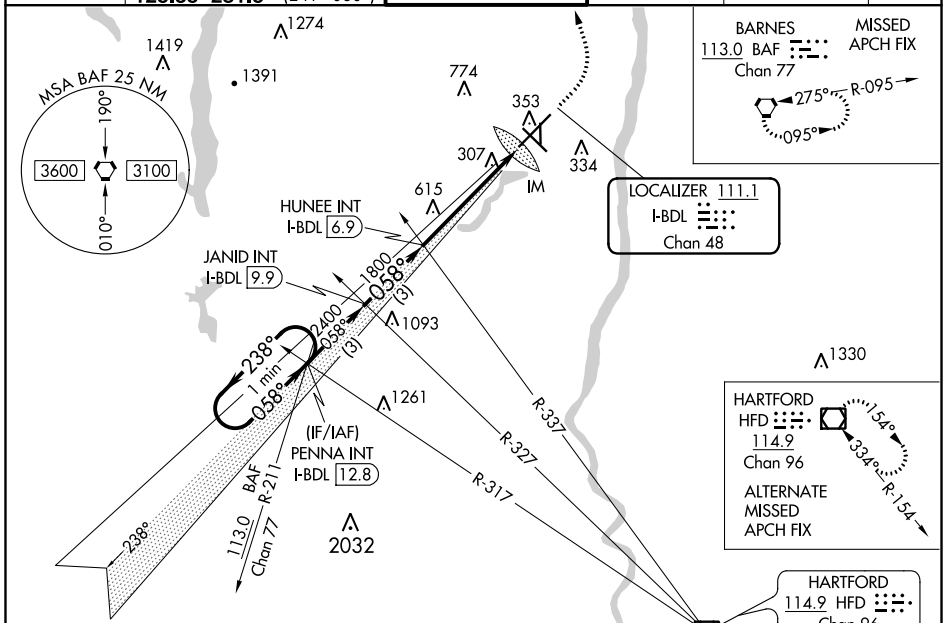 1419
1274
1391
MSA BAF 25 NM
190°
3600
3100
010°
774
353
307
334
615
IM
BARNES
113.0 BAF
Chan 77
MISSED
APCH FIX
275°
R-095
095°
LOCALIZER 111.1
I-BDL
Chan 48
HUNEE INT
I-BDL 6.9
JANID INT
I-BDL 9.9
1800
058°
(3)
2400
058°
(3)
1093
238°
1 min
058°
1261
(IF/IAF)
PENNA INT
I-BDL 12.8
BAF
R-211
113.0
Chan 77
238°
2032
R-337
R-327
R-317
1330
HARTFORD
HFD
114.9
Chan 96
154°
334°
R-154
ALTERNATE
MISSED
APCH FIX
HARTFORD
114.9 HFD
Chan 96